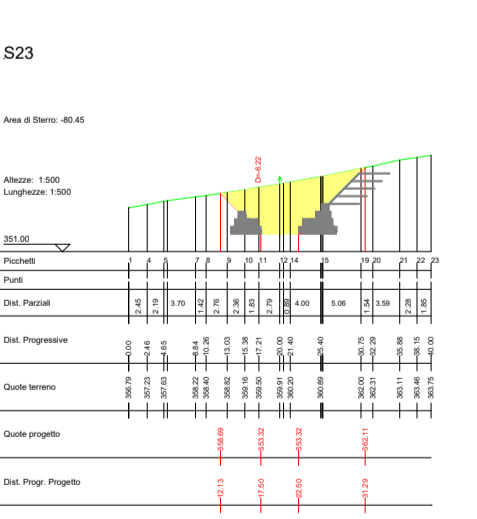 S23
Area di Sterro: -80.45
D=-6.22
Altezze: 1:500
Lunghezze: 1:500
351.00
Picchetti 1 4 5 7 8 9 10 11 12 14 15 19 20 21 22 23
Punti
Dist. Parziali 2.45 2.19 3.70 1.42 2.76 2.36 1.83 2.79 0.89 4.00 5.06 1.54 3.59 2.28 1.85
Dist. Progressive 0.00 2.46 4.65 8.84 10.26 13.03 15.38 17.21 20.00 21.40 25.40 30.75 32.29 35.88 38.15 40.00
Quote terreno 356.79 357.23 357.63 358.22 358.40 358.82 359.16 359.50 359.91 360.20 360.89 362.00 362.31 363.11 363.46 363.75
Quote progetto 358.69 353.32 353.32 362.11
Dist. Progr. Progetto 12.13 17.50 22.50 31.29